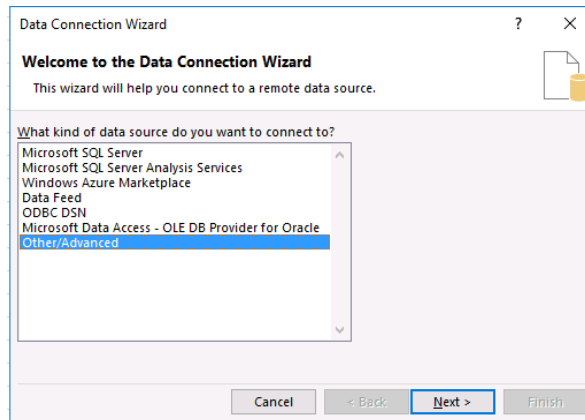 Data Connection Wizard ?
Welcome to the Data Connection Wizard
This wizard will help you connect to a remote data source.
What kind of data source do you want to connect to?
Microsoft SQL Server
Microsoft SQL Server Analysis Services
Windows Azure Marketplace
Data Feed
ODBC DSN
Microsoft Data Access - OLE DB Provider for Oracle
Other/Advanced
Cancel < Back Next > Finish